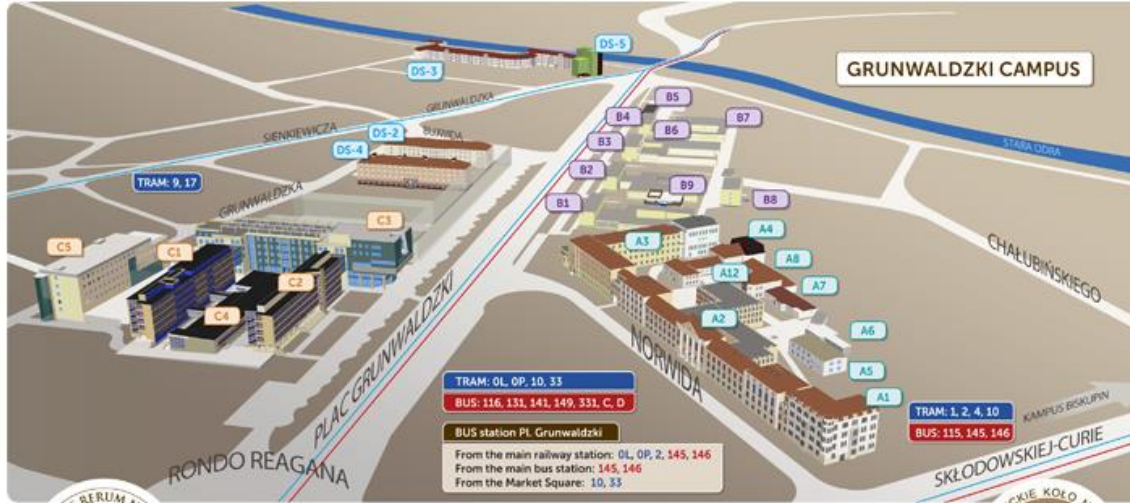 DS-5
DS-3
GRUNWALDZKI CAMPUS
GRUNWALDZKA
SIENKIEWICZA
BUJWIDA
DS-2
DS-4
B5
B4
B7
B6
B3
B2
B9
B1
B8
STARA ODRA
TRAM: 9, 17
GRUNWALDZKA
C3
C5
C1
C2
C4
A4
A3
A8
A12
A7
A2
A6
A5
A1
CHAŁUBIŃSKIEGO
PLAC GRUNWALDZKI
NORWIDA
RONDO REAGANA
TRAM: 0L, 0P, 10, 33
BUS: 116, 131, 141, 149, 331, C, D
BUS station Pl. Grunwaldzki
From the main railway station: 0L, 0P, 2, 145, 146
From the main bus station: 145, 146
From the Market Square: 10, 33
TRAM: 1, 2, 4, 10
BUS: 115, 145, 146
KAMPUS BISKUPIN
SKŁODOWSKIEJ-CURIE
RERUM
KOŁO